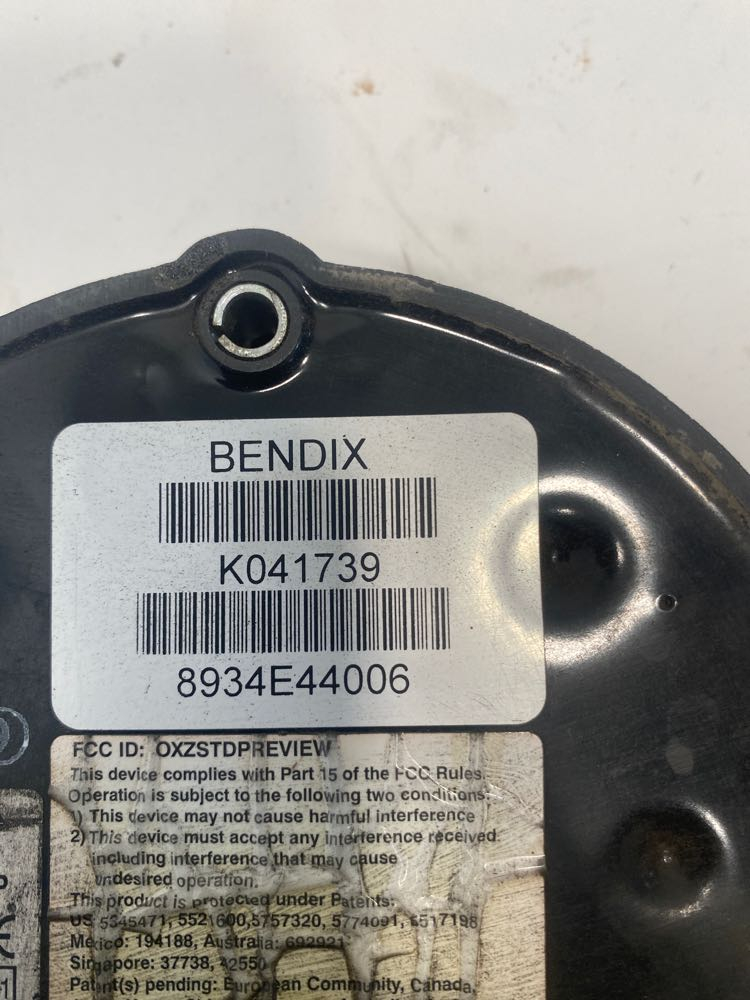 BENDIX
K041739
8934E44006
FCC ID: OXZSTDPREVIEW
This device complies with Part 15 of the FCC Rules.
Operation is subject to the following two conditions:
1) This device may not cause harmful interference
2) This device must accept any interference received.
including interference that may cause
undesired operation.
This product is protected under Patents:
US 5345471, 5521600,5757320, 5774091, 6517198
Mexico: 194188, Australia: 692921
Singapore: 37738, 42550
Patent(s) pending: European Community, Canada,